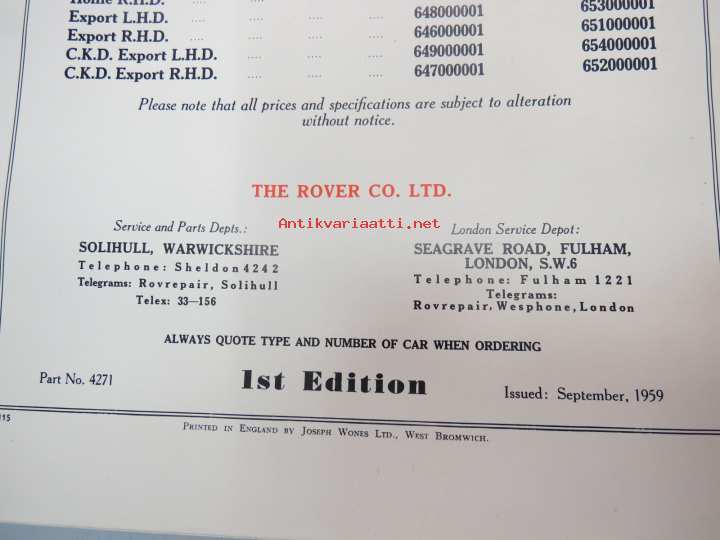 Home R.H.D. .... .... 653000001
Export L.H.D. .... .... .... 648000001 651000001
Export R.H.D. .... .... .... 646000001 654000001
C.K.D. Export L.H.D. .... .... .... 649000001 652000001
C.K.D. Export R.H.D. .... .... .... 647000001
Please note that all prices and specifications are subject to alteration
without notice.
THE ROVER CO. LTD.
Antikvariaatti.net
Service and Parts Depts.:
SOLIHULL, WARWICKSHIRE
Telephone: Sheldon 4242
Telegrams: Rovrepair, Solihull
Telex: 33—156
London Service Depot:
SEAGRAVE ROAD, FULHAM,
LONDON, S.W.6
Telephone: Fulham 1221
Telegrams:
Rovrepair, Wesphone, London
ALWAYS QUOTE TYPE AND NUMBER OF CAR WHEN ORDERING
Part No. 4271 1st Edition Issued: September, 1959
PRINTED IN ENGLAND BY JOSEPH WONES LTD., WEST BROMWICH.